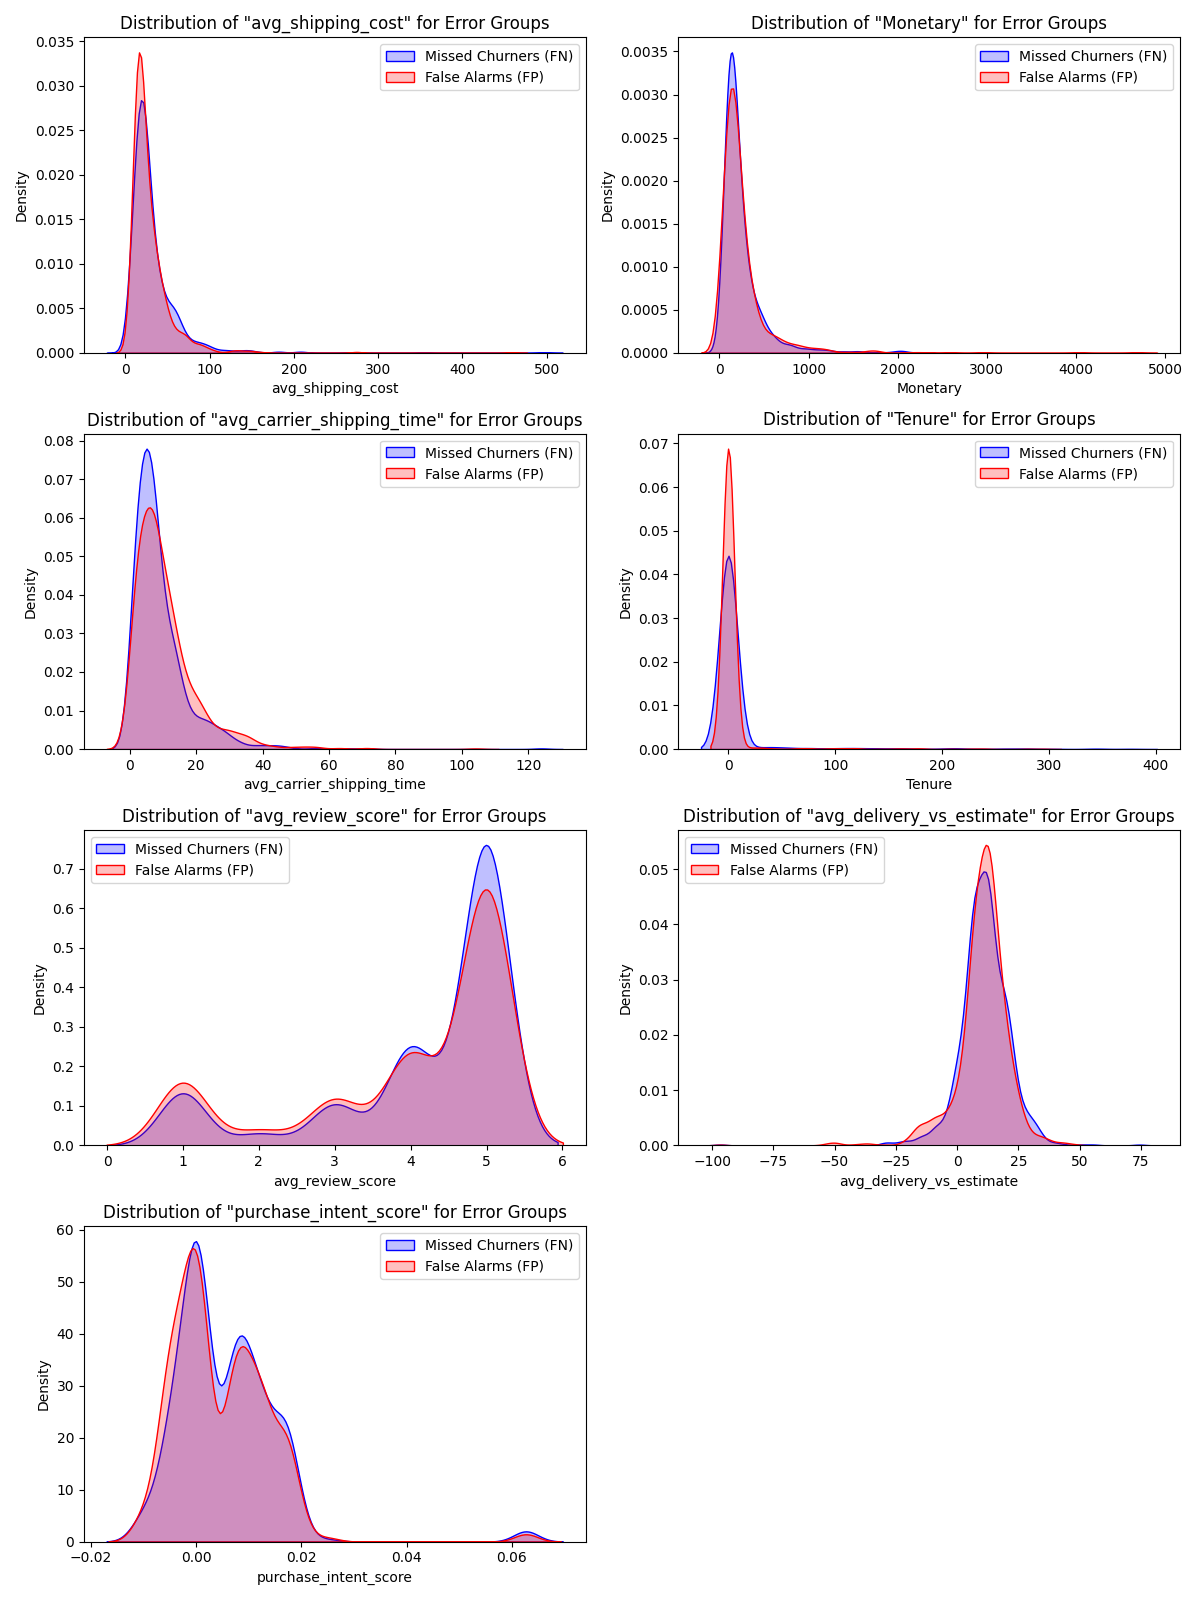 Distribution of "avg_shipping_cost" for Error Groups
Density
0.035
0.030
0.025
0.020
0.015
0.010
0.005
0.000
Missed Churners (FN)
False Alarms (FP)
0 100 200 300 400 500
avg_shipping_cost
Distribution of "Monetary" for Error Groups
Density
0.0035
0.0030
0.0025
0.0020
0.0015
0.0010
0.0005
0.0000
Missed Churners (FN)
False Alarms (FP)
0 1000 2000 3000 4000 5000
Monetary
Distribution of "avg_carrier_shipping_time" for Error Groups
Density
0.08
0.07
0.06
0.05
0.04
0.03
0.02
0.01
0.00
Missed Churners (FN)
False Alarms (FP)
0 20 40 60 80 100 120
avg_carrier_shipping_time
Distribution of "Tenure" for Error Groups
Density
0.07
0.06
0.05
0.04
0.03
0.02
0.01
0.00
Missed Churners (FN)
False Alarms (FP)
0 100 200 300 400
Tenure
Distribution of "avg_review_score" for Error Groups
Density
0.7
0.6
0.5
0.4
0.3
0.2
0.1
0.0
Missed Churners (FN)
False Alarms (FP)
0 1 2 3 4 5 6
avg_review_score
Distribution of "avg_delivery_vs_estimate" for Error Groups
Density
0.05
0.04
0.03
0.02
0.01
0.00
Missed Churners (FN)
False Alarms (FP)
−100 −75 −50 −25 0 25 50 75
avg_delivery_vs_estimate
Distribution of "purchase_intent_score" for Error Groups
Density
60
50
40
30
20
10
0
Missed Churners (FN)
False Alarms (FP)
−0.02 0.00 0.02 0.04 0.06
purchase_intent_score